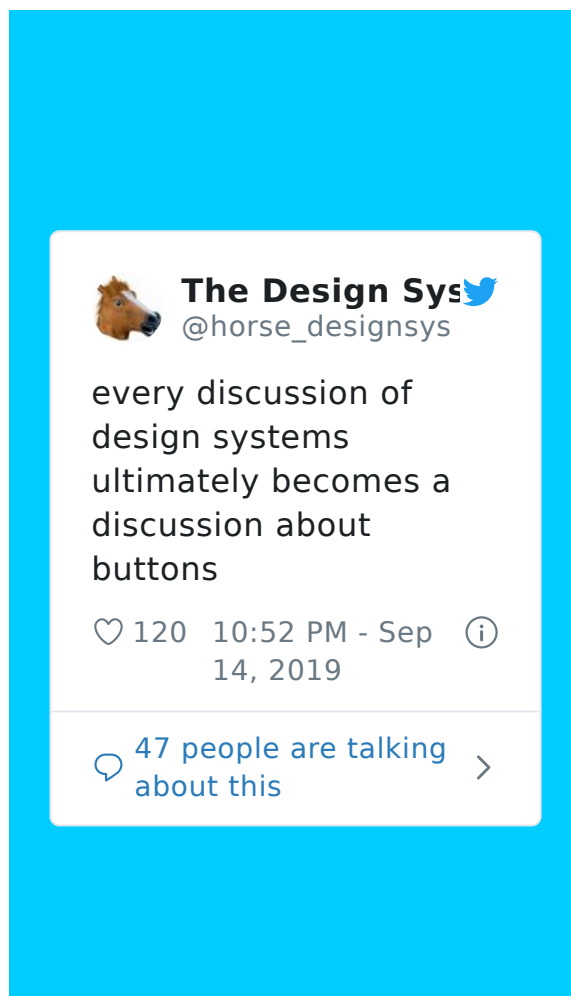 The Design Sys
@horse_designsys
every discussion of
design systems
ultimately becomes a
discussion about
buttons
120 10:52 PM - Sep
14, 2019
47 people are talking
about this